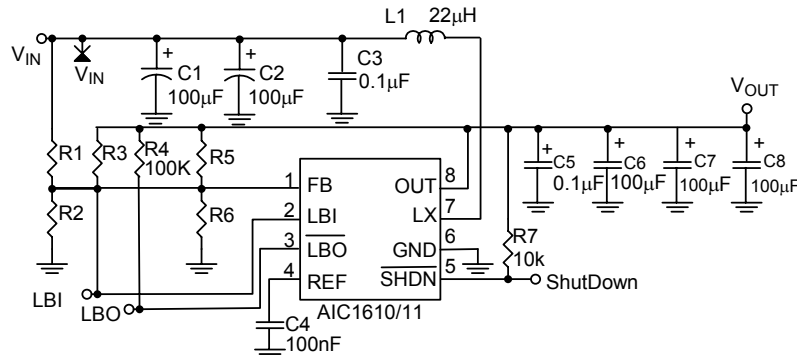 L1 22µH
VIN
VIN
+ C1
100µF
+ C2
100µF
C3
0.1µF
VOUT
R1
R3
R4
100K
R5
R2
R6
1 FB
2 LBI
3 LBO
4 REF
OUT 8
LX 7
GND 6
SHDN 5
AIC1610/11
+ C5
0.1µF
+ C6
100µF
+ C7
100µF
+ C8
100µF
R7
10k
ShutDown
LBI
LBO
C4
100nF